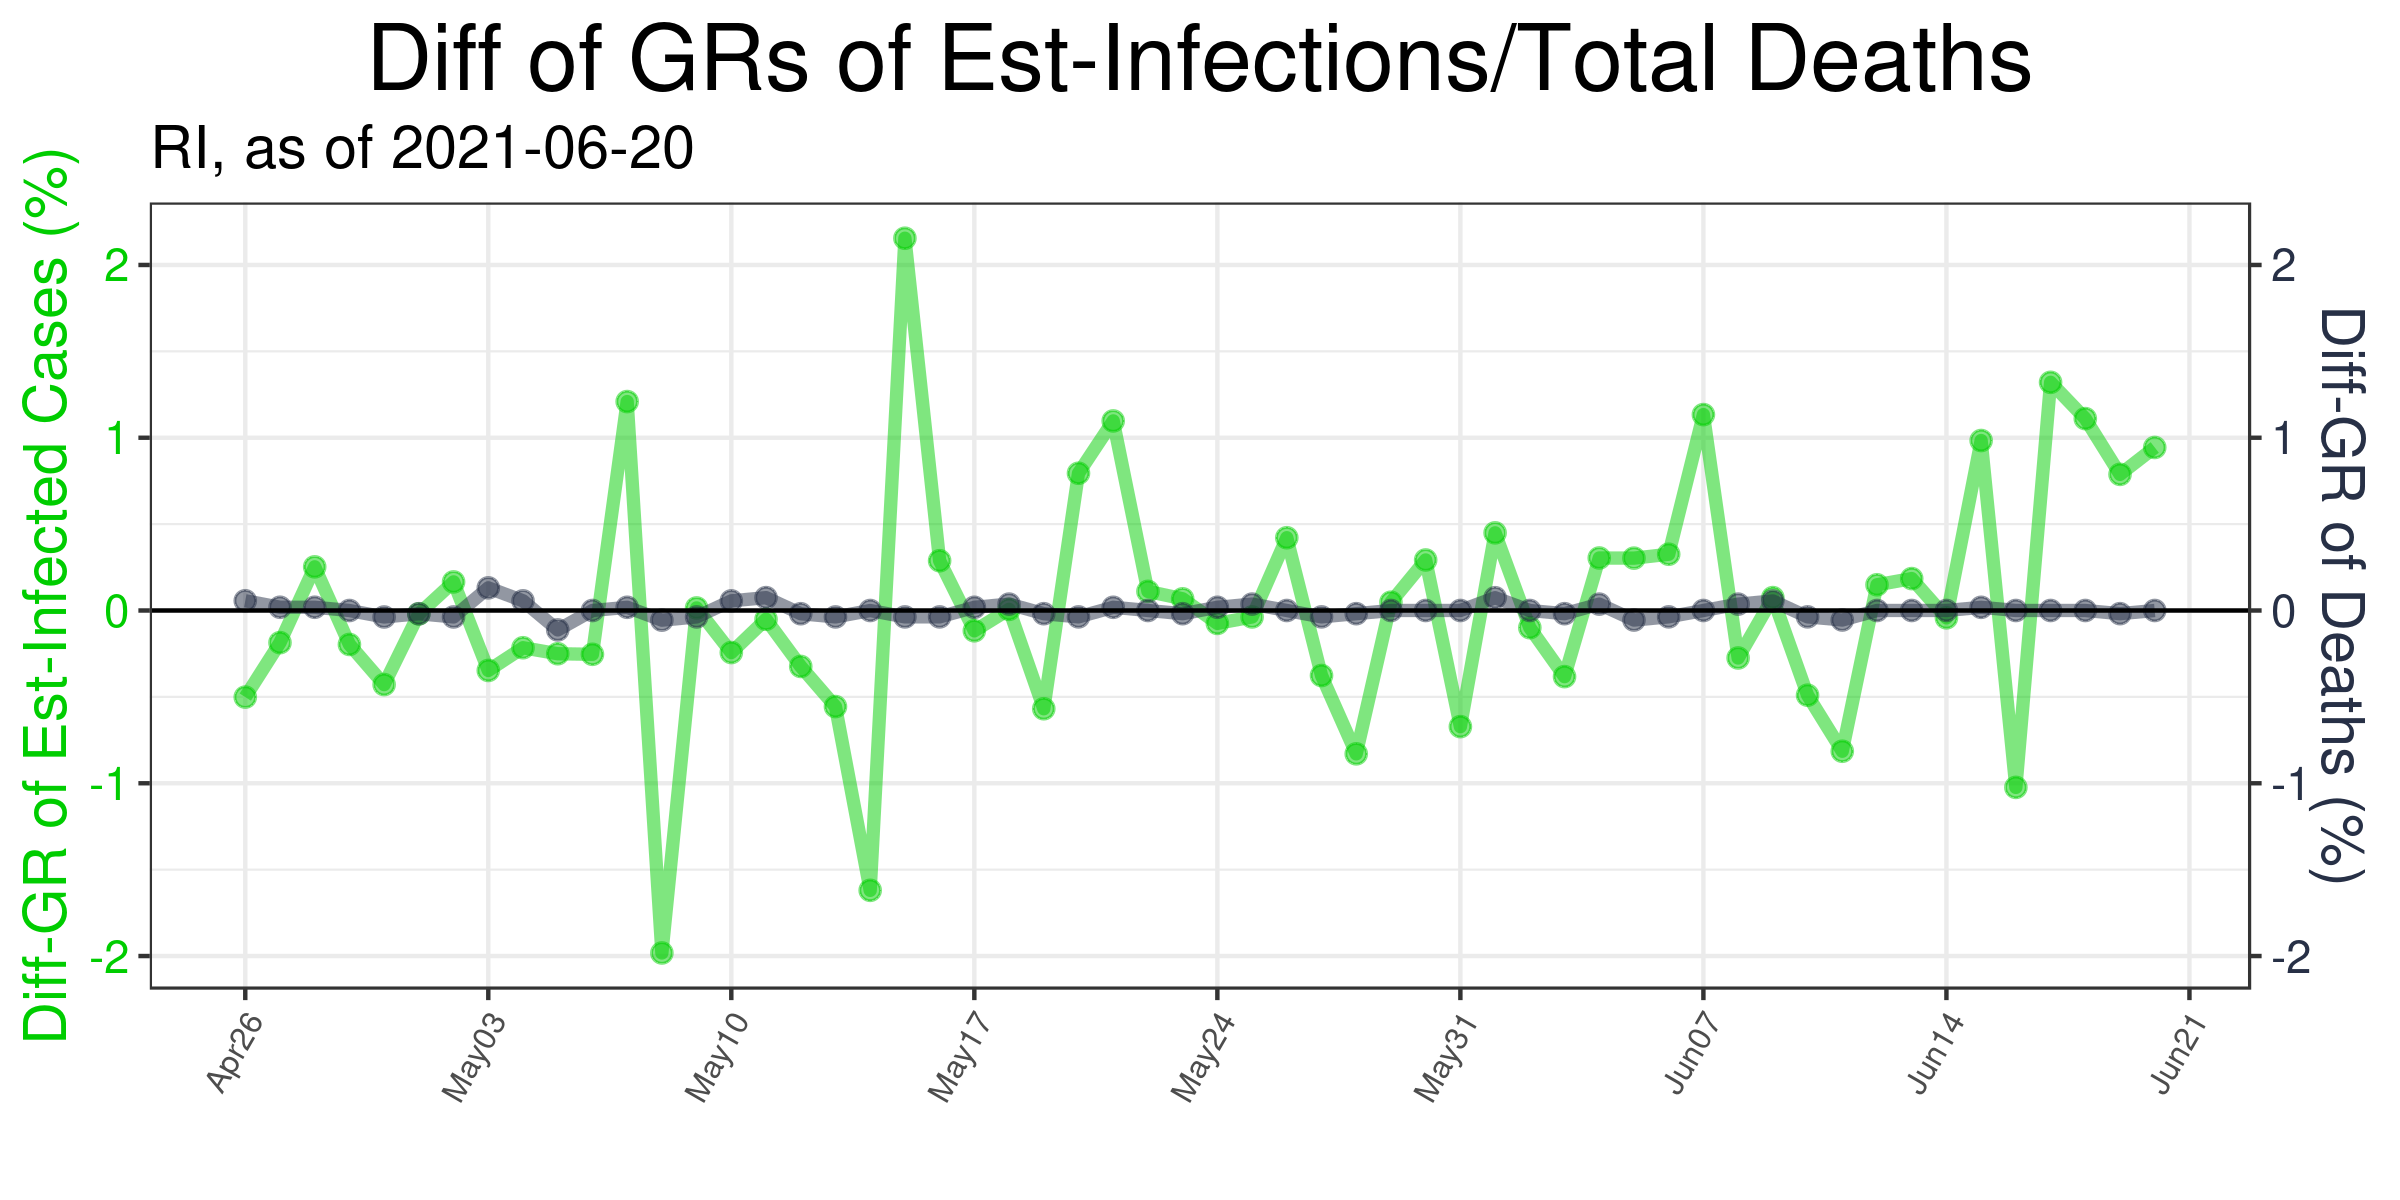 Diff of GRs of Est-Infections/Total Deaths
RI, as of 2021-06-20
Diff-GR of Est-Infected Cases (%)
2
1
0
-1
-2
2
1
0
-1
-2
Diff-GR of Deaths (%)
Apr26
May03
May10
May17
May24
May31
Jun07
Jun14
Jun21